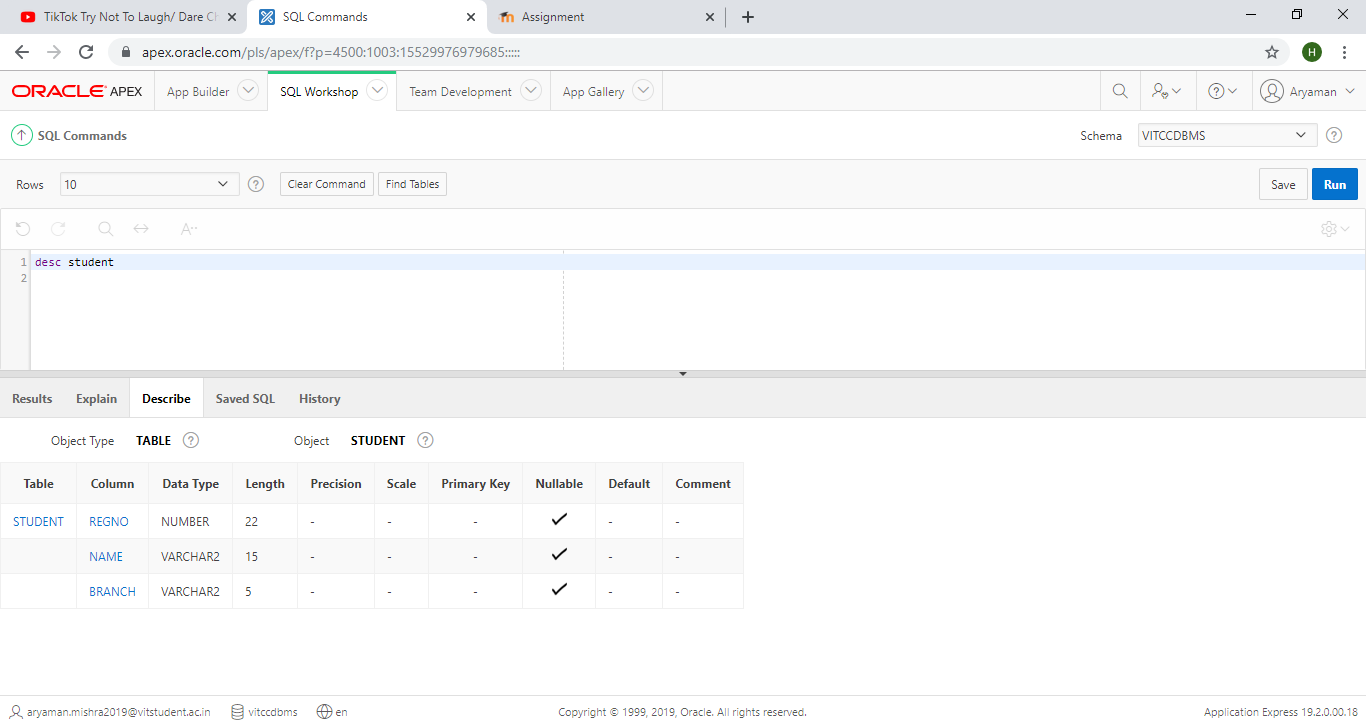 TikTok Try Not To Laugh/ Dare Ch
SQL Commands
Assignment
apex.oracle.com/pls/apex/f?p=4500:1003:15529976979685:::::
H
ORACLE APEX App Builder SQL Workshop Team Development App Gallery Aryaman
SQL Commands Schema VITCCDBMS
Rows 10 Clear Command Find Tables Save Run
1 desc student
2
Results Explain Describe Saved SQL History
Object Type TABLE Object STUDENT
Table Column Data Type Length Precision Scale Primary Key Nullable Default Comment
STUDENT REGNO NUMBER 22 - - - - -
NAME VARCHAR2 15 - - - - -
BRANCH VARCHAR2 5 - - - - -
aryaman.mishra2019@vitstudent.ac.in vitccdbms en Copyright © 1999, 2019, Oracle. All rights reserved. Application Express 19.2.0.00.18